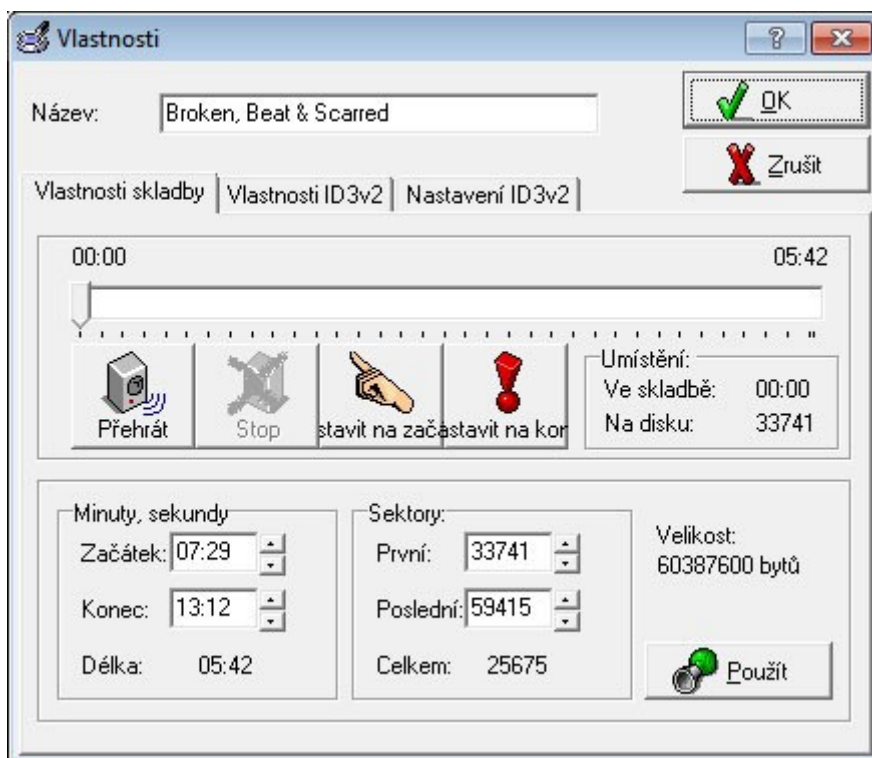 Vlastnosti
Název: Broken, Beat & Scarred
OK
Zrušit
Vlastnosti skladby Vlastnosti ID3v2 Nastavení ID3v2
00:00 05:42
Přehrát Stop stavit na zača astavit na kor
Umístění:
Ve skladbě: 00:00
Na disku: 33741
Minuty, sekundy
Začátek: 07:29
Konec: 13:12
Délka: 05:42
Sektory:
První: 33741
Poslední: 59415
Celkem: 25675
Velikost:
60387600 bytů
Použít